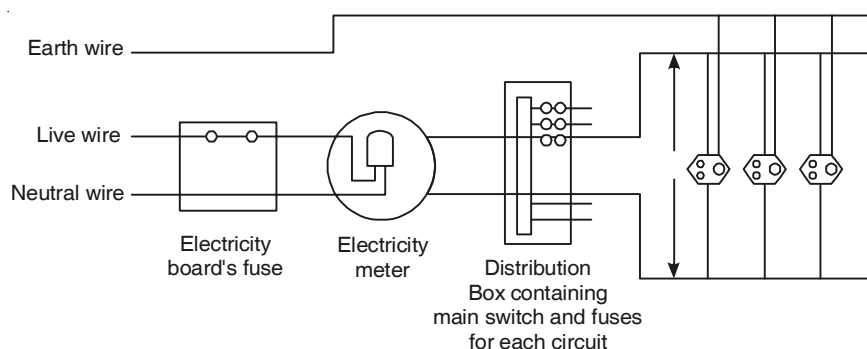 Earth wire
Live wire
Neutral wire
Electricity
board's fuse
Electricity
meter
Distribution
Box containing
main switch and fuses
for each circuit